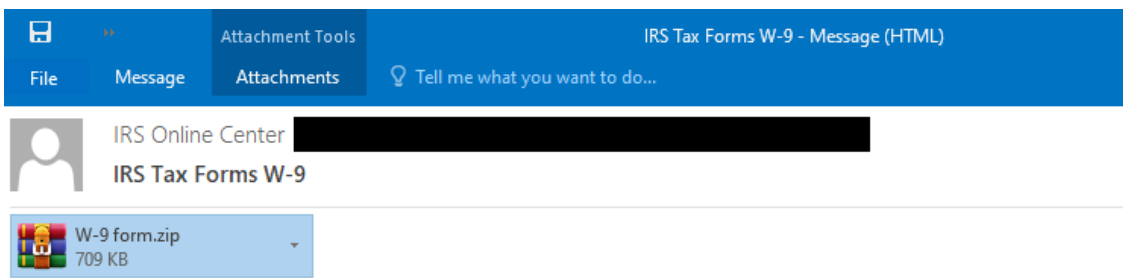 Attachment Tools
IRS Tax Forms W-9 - Message (HTML)
File Message Attachments Tell me what you want to do...
IRS Online Center
IRS Tax Forms W-9
W-9 form.zip
709 KB